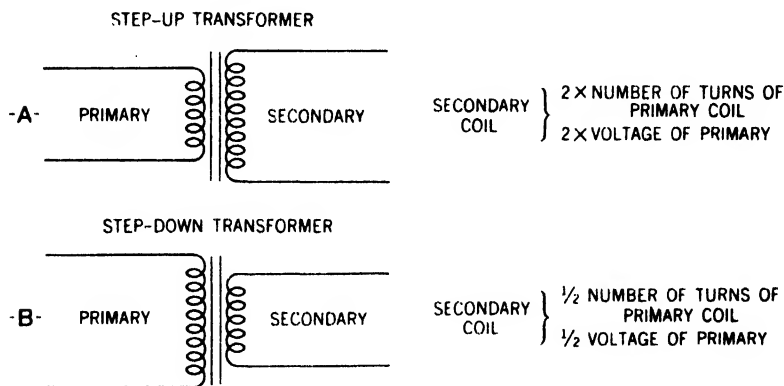 STEP-UP TRANSFORMER
-A- PRIMARY SECONDARY
SECONDARY COIL
2× NUMBER OF TURNS OF
PRIMARY COIL
2× VOLTAGE OF PRIMARY
STEP-DOWN TRANSFORMER
-B- PRIMARY SECONDARY
SECONDARY COIL
½ NUMBER OF TURNS OF
PRIMARY COIL
½ VOLTAGE OF PRIMARY